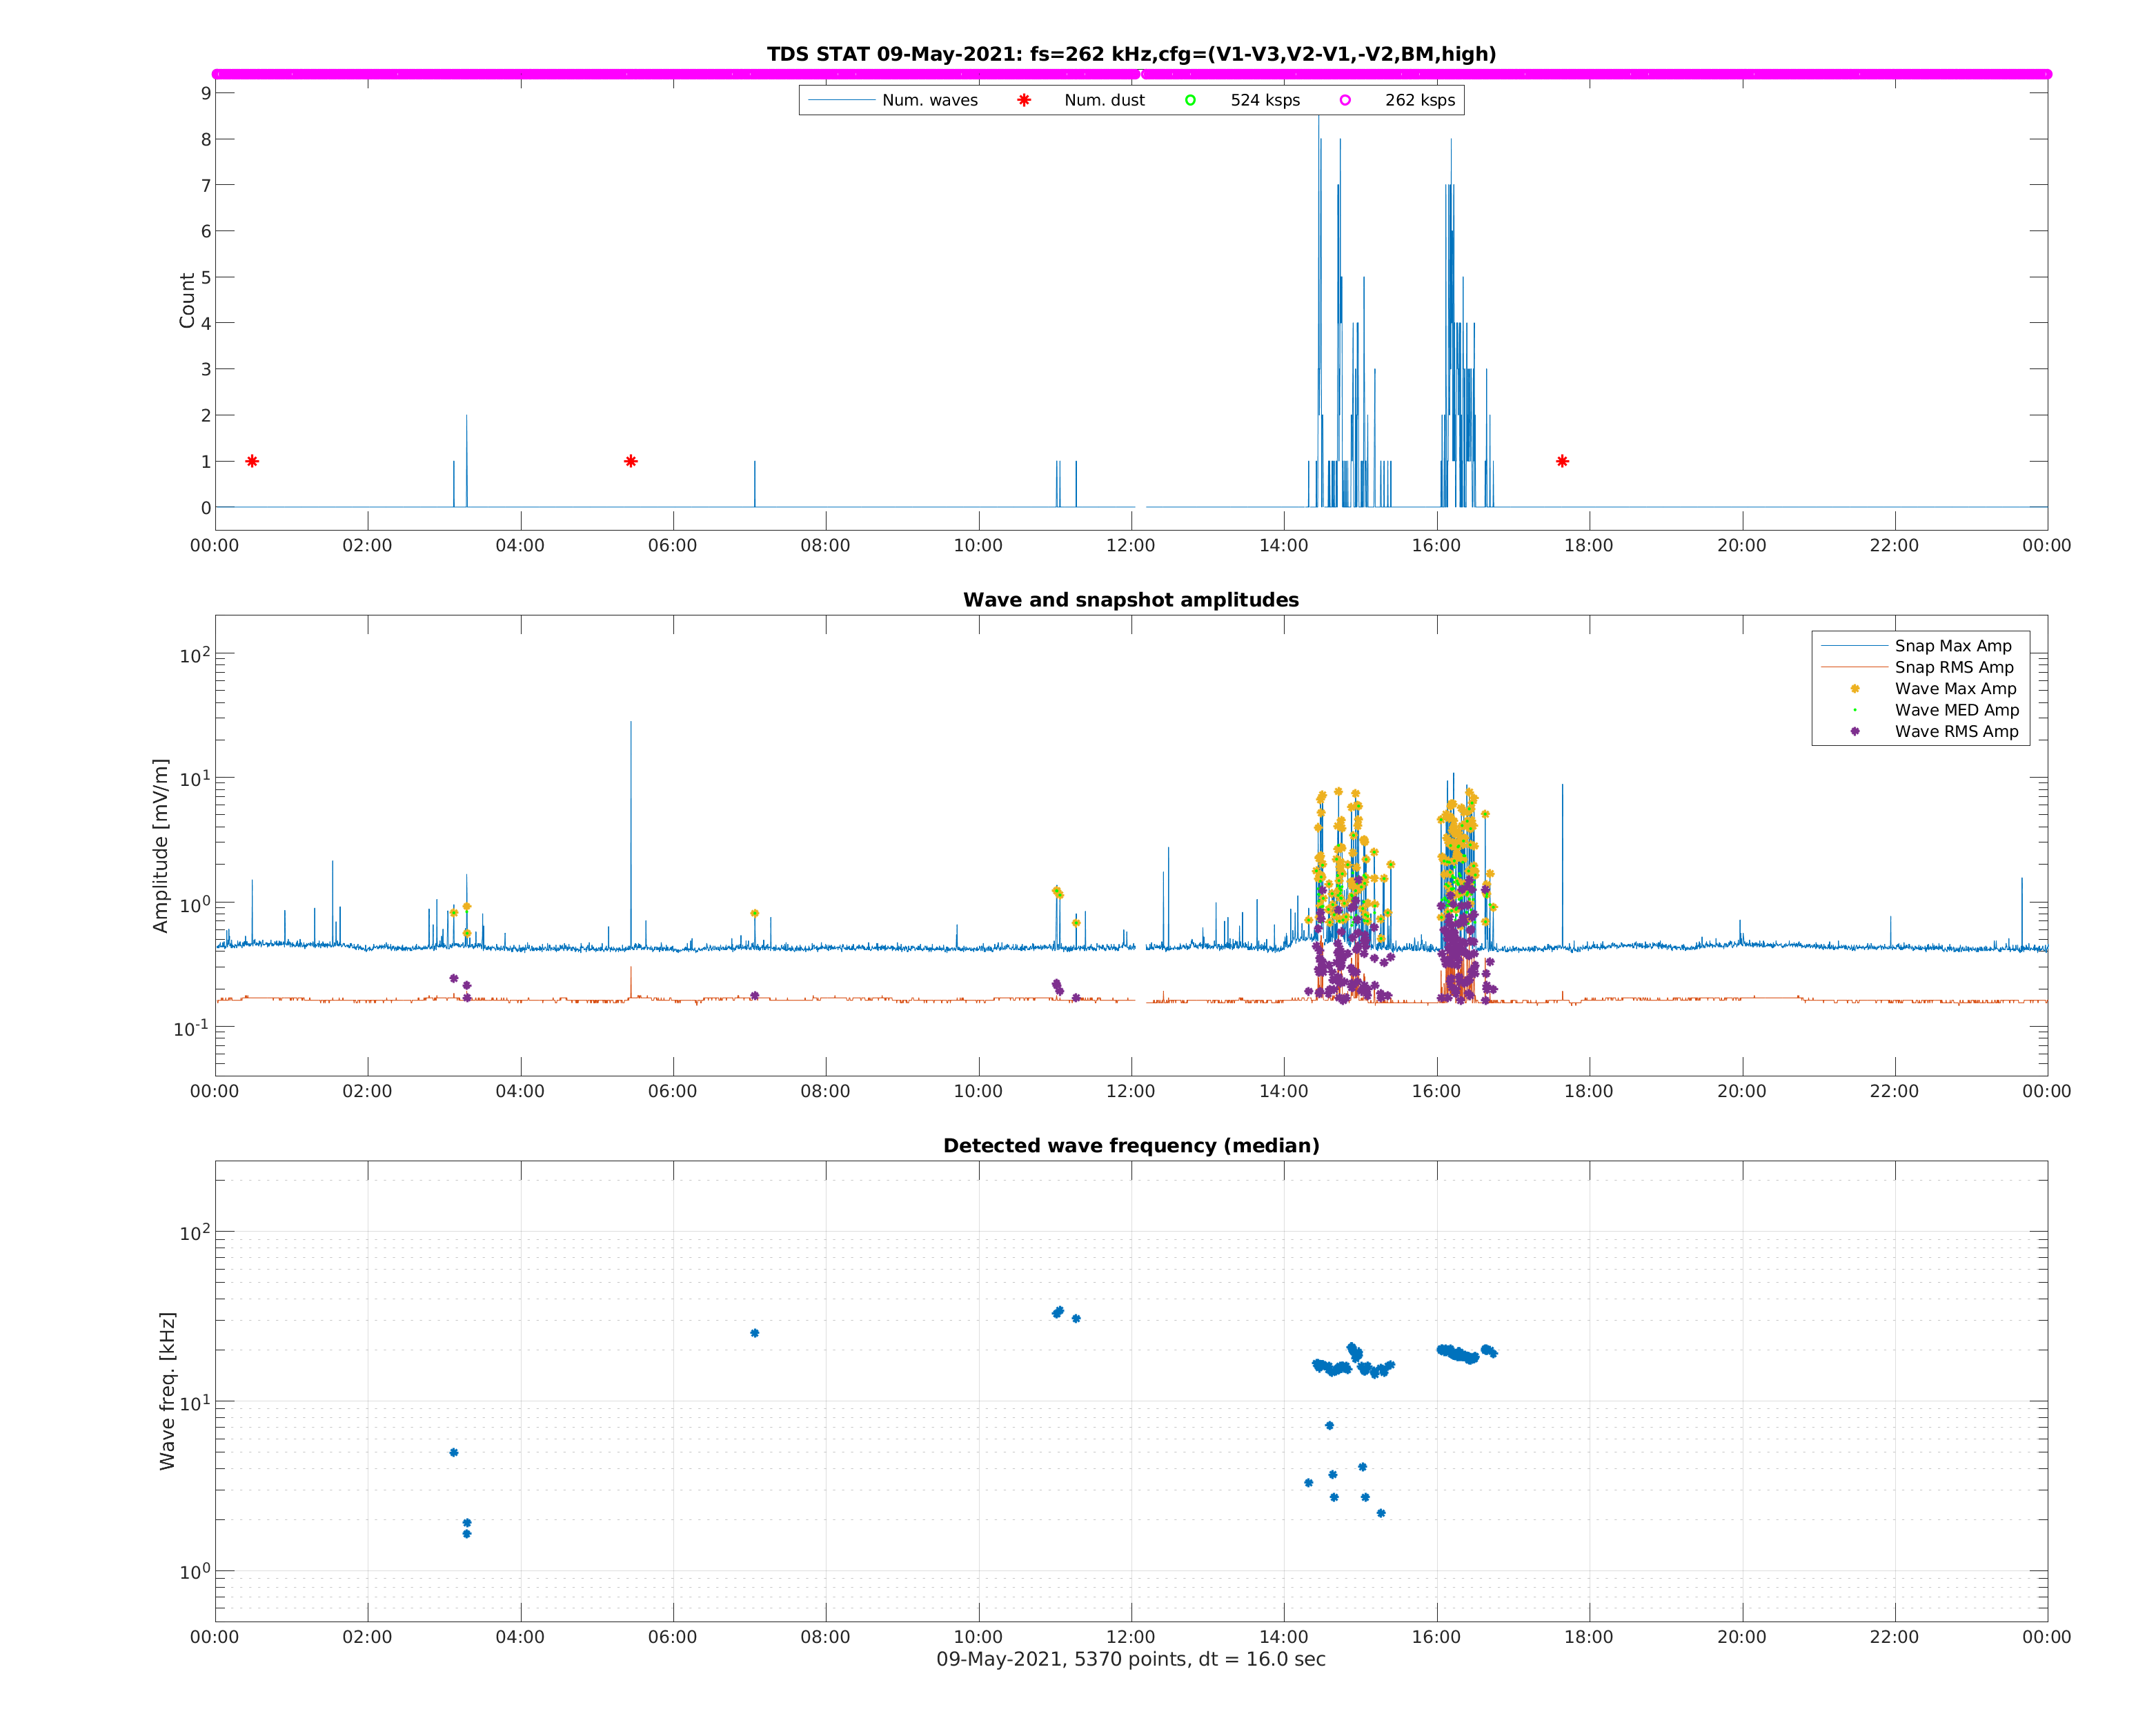 TDS STAT 09-May-2021: fs=262 kHz,cfg=(V1-V3,V2-V1,-V2,BM,high)
Num. waves Num. dust 524 ksps 262 ksps
9
8
7
6
5
4
3
2
1
0
Count
00:00 02:00 04:00 06:00 08:00 10:00 12:00 14:00 16:00 18:00 20:00 22:00 00:00
Wave and snapshot amplitudes
Snap Max Amp
Snap RMS Amp
Wave Max Amp
Wave MED Amp
Wave RMS Amp
10^2
10^1
10^0
10^-1
Amplitude [mV/m]
00:00 02:00 04:00 06:00 08:00 10:00 12:00 14:00 16:00 18:00 20:00 22:00 00:00
Detected wave frequency (median)
10^2
10^1
10^0
Wave freq. [kHz]
00:00 02:00 04:00 06:00 08:00 10:00 12:00 14:00 16:00 18:00 20:00 22:00 00:00
09-May-2021, 5370 points, dt = 16.0 sec